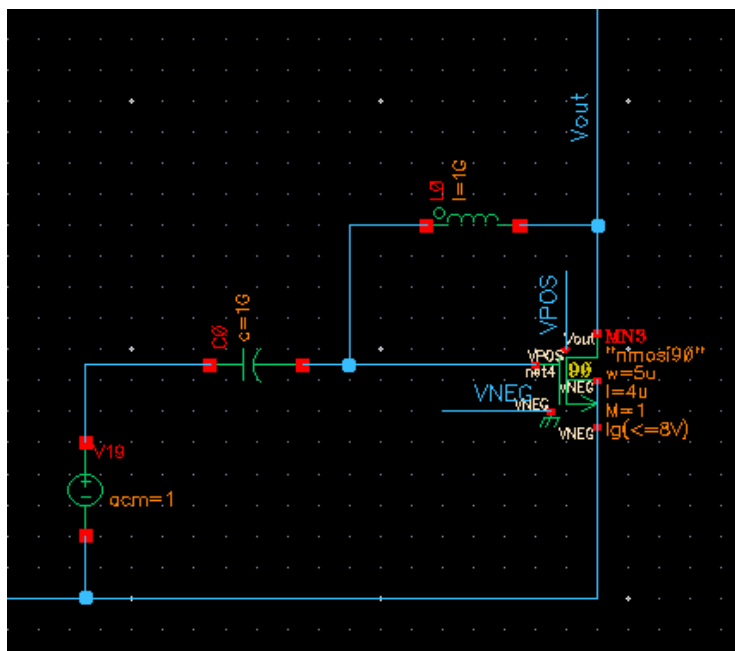 Vout
L0
l=1G
C0
c=1G
VPOS
Vout
MN3
VPOS
"nmosi90"
net4
90
w=5u
VNEG
VNEG
VNEG
l=4u
M=1
VNEG
lg(<=8V)
V19
acm=1